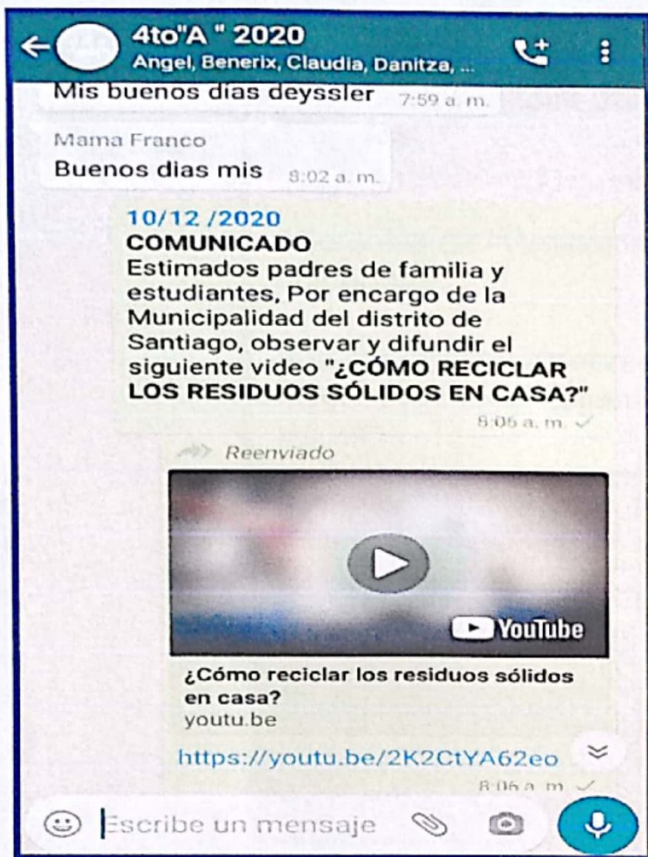 4to"A " 2020
Angel, Benerix, Claudia, Danitza, ...
Mis buenos días deyssler 7:59 a. m.
Mama Franco
Buenos dias mis 8:02 a. m.
10/12 /2020
COMUNICADO
Estimados padres de familia y
estudiantes, Por encargo de la
Municipalidad del distrito de
Santiago, observar y difundir el
siguiente video "¿CÓMO RECICLAR
LOS RESIDUOS SÓLIDOS EN CASA?"
8:05 a. m.
Reenviado
YouTube
¿Cómo reciclar los residuos sólidos
en casa?
youtu.be
https://youtu.be/2K2CtYA62eo
8:06 a. m.
Escribe un mensaje